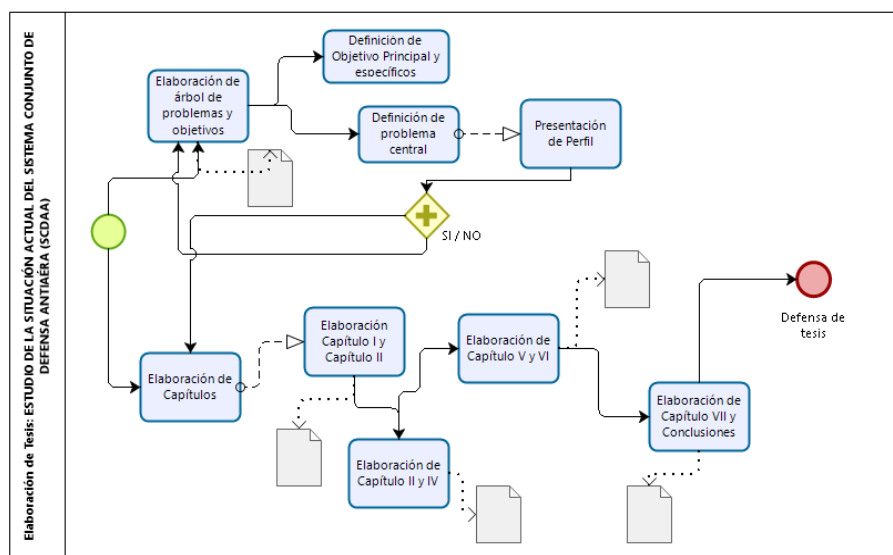 Elaboración de Tesis: ESTUDIO DE LA SITUACIÓN ACTUAL DEL SISTEMA CONJUNTO DE
DEFENSA ANTIAÉRA (SCDAA)
Definición de
Objetivo Principal y
específicos
Elaboración de
árbol de
problemas y
objetivos
Definición de
problema
central
Presentación
de Perfil
SI / NO
Elaboración
Capítulo I y
Capítulo II
Elaboración de
Capítulo V y VI
Defensa de
tesis
Elaboración de
Capítulos
Elaboración de
Capítulo VII y
Conclusiones
Elaboración de
Capítulo II y IV